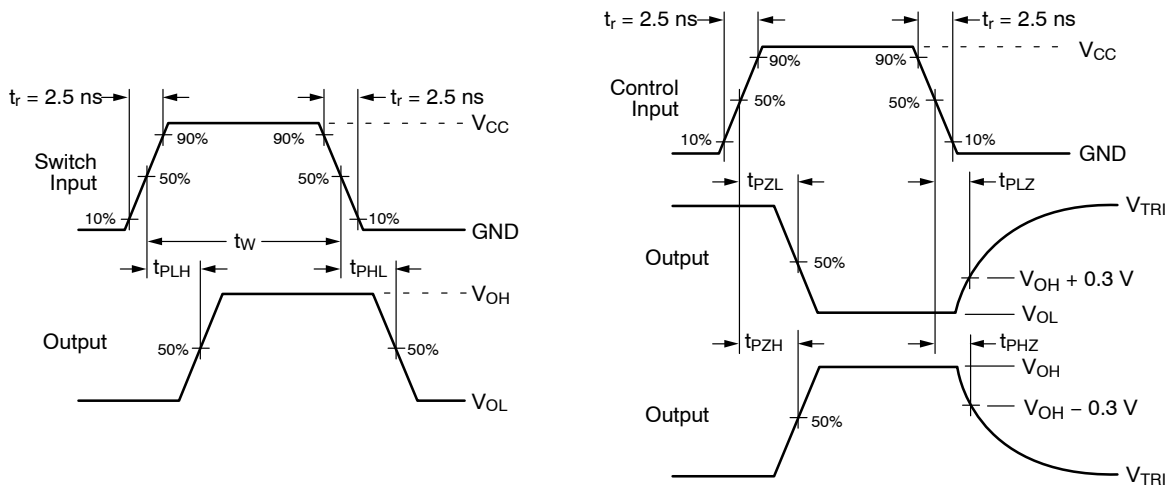 tr = 2.5 ns
tr = 2.5 ns
VCC
90%
90%
Switch
Input
50%
50%
10%
10%
GND
tW
tPLH
tPHL
VOH
Output
50%
50%
VOL
tr = 2.5 ns
tr = 2.5 ns
VCC
90%
90%
Control
Input
50%
50%
10%
10%
GND
tPZL
tPLZ
VTRI
Output
50%
VOH + 0.3 V
VOL
tPZH
tPHZ
VOH
VOH − 0.3 V
Output
50%
VTRI